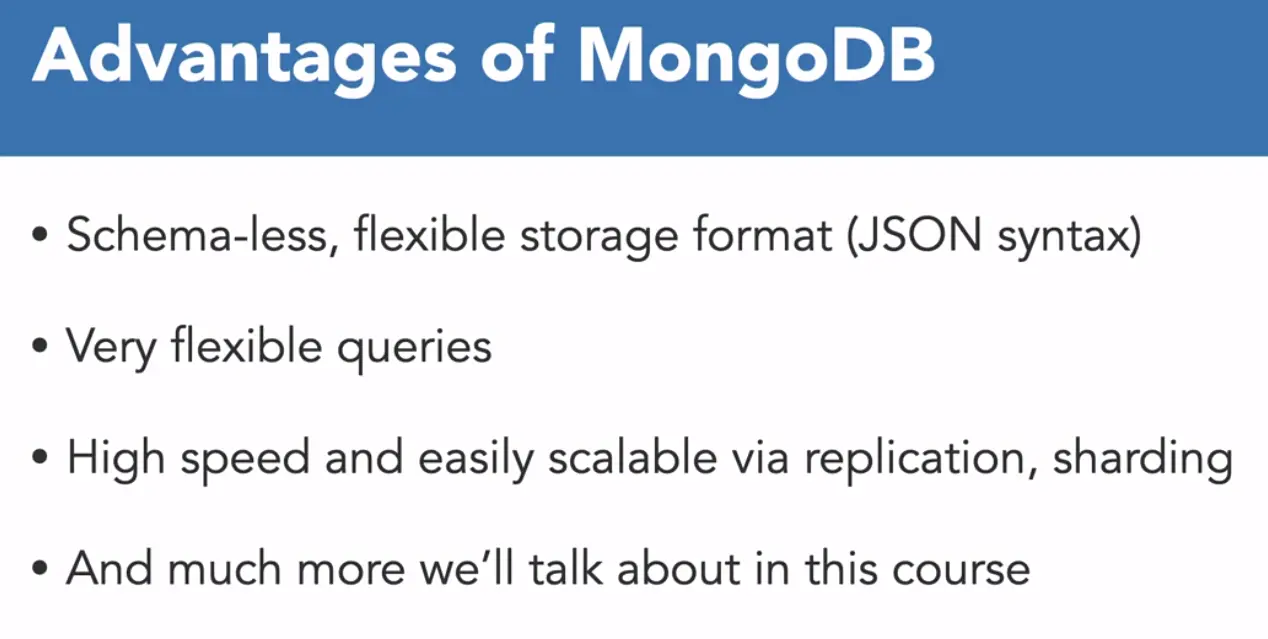 Advantages of MongoDB
• Schema-less, flexible storage format (JSON syntax)
• Very flexible queries
• High speed and easily scalable via replication, sharding
• And much more we’ll talk about in this course